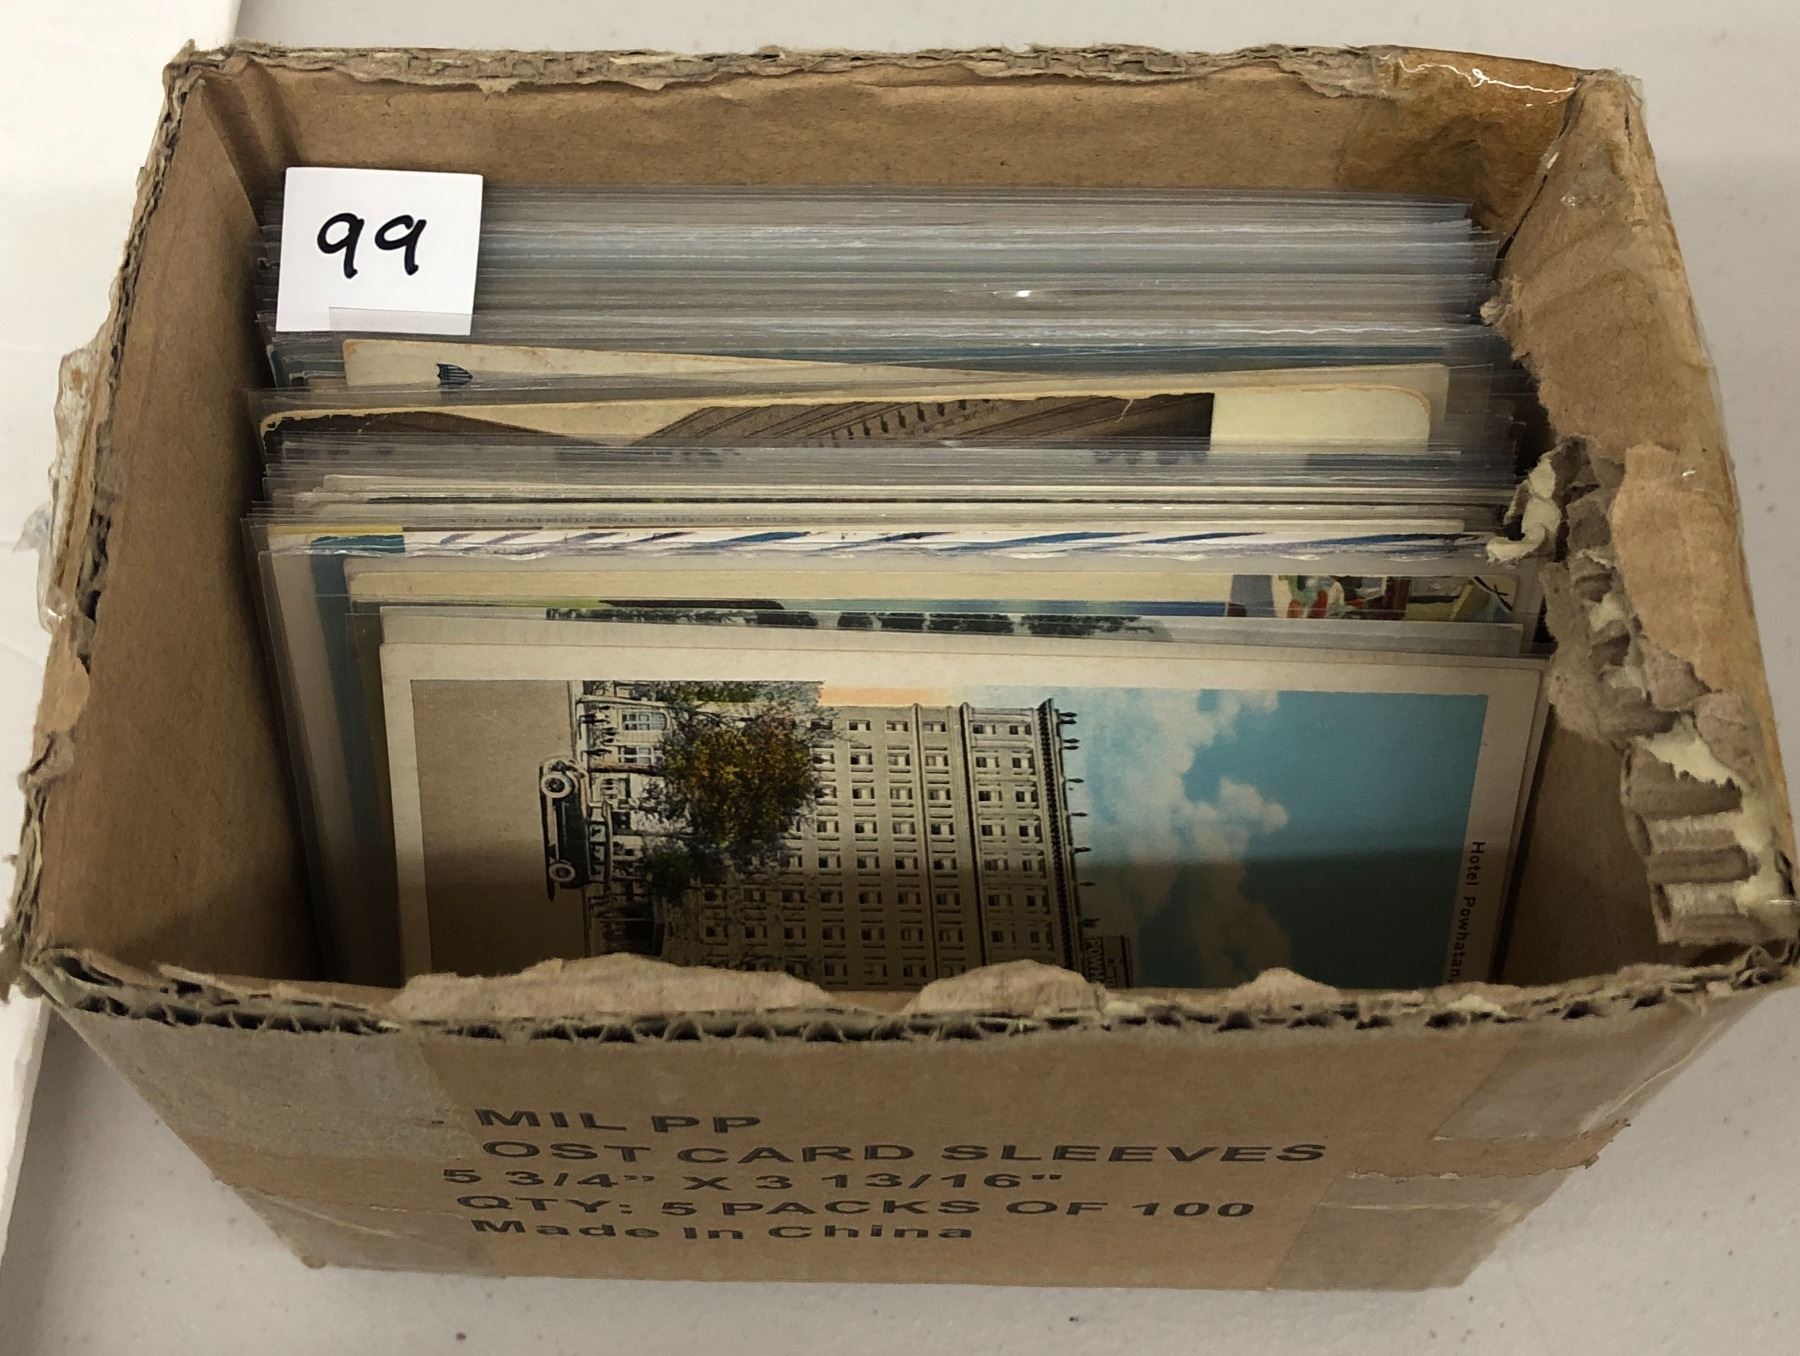 99
Hotel Powhatan
MIL PP
OST CARD SLEEVES
5 3/4" X 3 13/16"
QTY: 5 PACKS OF 100
Made In China